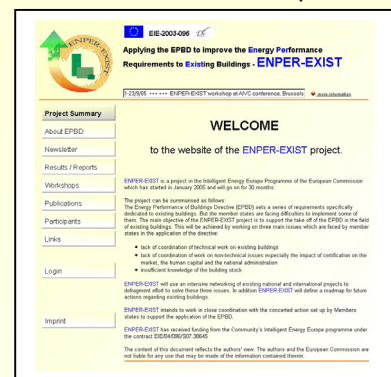 EIE-2003-096
ENPER-EXIST
Applying the EPBD to improve the Energy Performance
Requirements to Existing Buildings - ENPER-EXIST
1-23/9/05 ••••• ENPER-EXIST workshop at AIVC conference, Brussels
more information
Project Summary
About EPBD
Newsletter
Results / Reports
Workshops
Publications
Participants
Links
Login
Imprint
WELCOME
to the website of the ENPER-EXIST project.
ENPER-EXIST is a project in the Intelligent Energy Europe Programme of the European Commission
which has started in January 2005 and will go on for 30 months.
The project can be summarised as follows:
The Energy Performance of Buildings Directive (EPBD) sets a series of requirements specifically
dedicated to existing buildings. But the member states are facing difficulties to implement some of
them. The main objective of the ENPER-EXIST project is to support the take off of the EPBD in the field
of existing buildings. This will be achieved by working on three main issues which are faced by member
states in the application of the directive:
• lack of coordination of technical work on existing buildings
• lack of coordination of work on non-technical issues especially the impact of certification on the
market, the human capital and the national administration
• insufficient knowledge of the building stock
ENPER-EXIST will use an intensive networking of existing national and international projects to
defragment effort to solve these three issues. In addition ENPER-EXIST will define a roadmap for future
actions regarding existing buildings.
ENPER-EXIST intends to work in close coordination with the concerted action set up by Members
states to support the application of the EPBD.
ENPER-EXIST has received funding from the Community's Intelligent Energy Europe programme under
the contract EIE/04/096/S07.38645
The content of this document reflects the authors' view. The authors and the European Commission are
not liable for any use that may be made of the information contained therein.